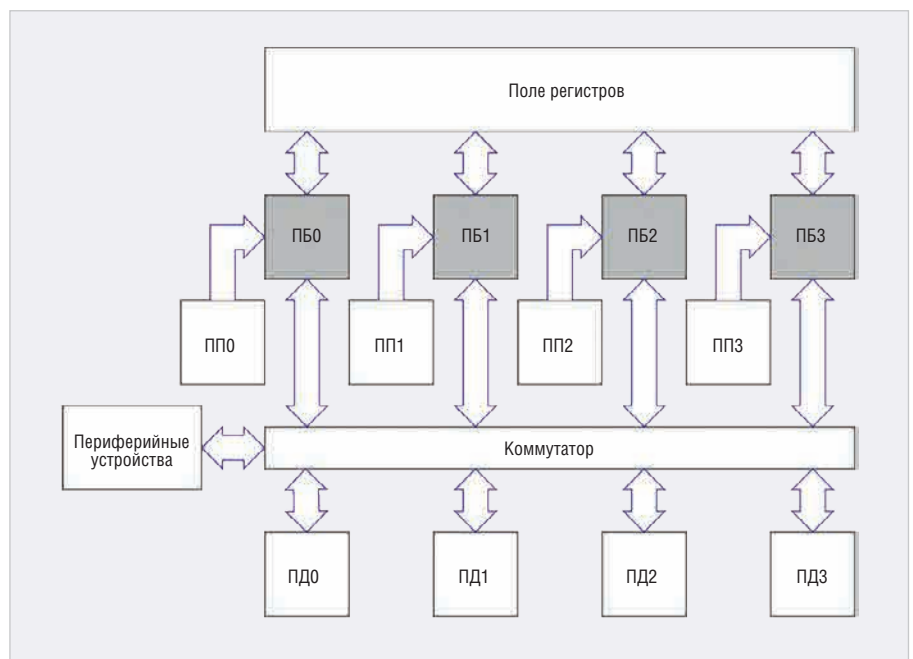 Поле регистров
ПБ0
ПБ1
ПБ2
ПБ3
ПП0
ПП1
ПП2
ПП3
Периферийные
устройства
Коммутатор
ПД0
ПД1
ПД2
ПД3